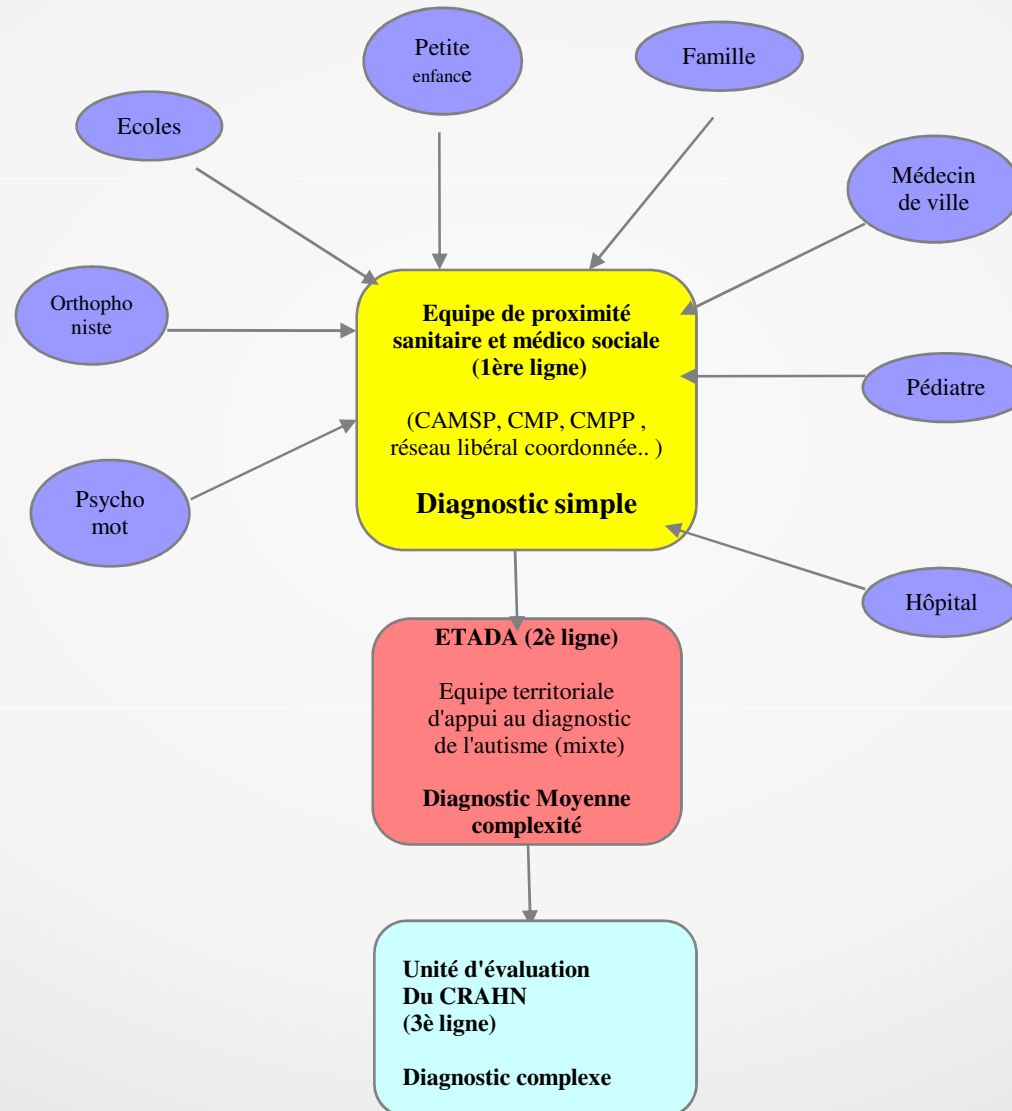 Petite
enfance
Famille
Ecoles
Médecin
de ville
Orthopho
niste
Equipe de proximité
sanitaire et médico sociale
(1ère ligne)
(CAMSP, CMP, CMPP ,
réseau libéral coordonnée.. )
Diagnostic simple
Pédiatre
Psycho
mot
Hôpital
ETADA (2è ligne)
Equipe territoriale
d'appui au diagnostic
de l'autisme (mixte)
Diagnostic Moyenne
complexité
Unité d'évaluation
Du CRAHN
(3è ligne)
Diagnostic complexe